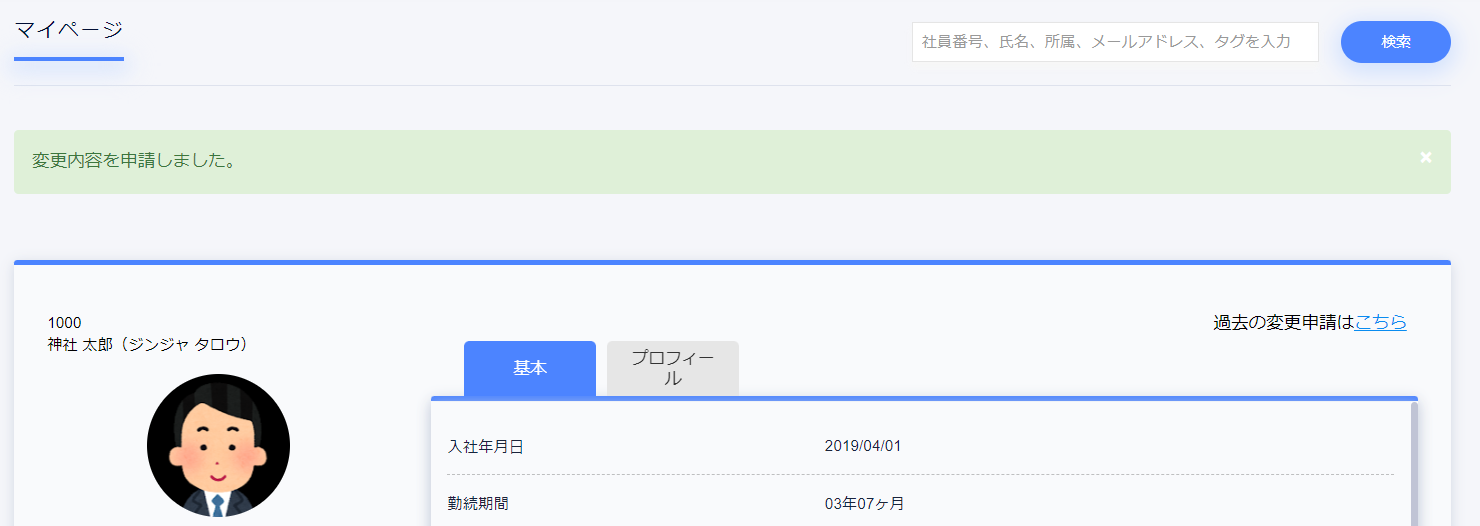 マイページ
社員番号、氏名、所属、メールアドレス、タグを入力
検索
変更内容を申請しました。
×
1000
神社 太郎（ジンジャ タロウ）
過去の変更申請はこちら
基本
プロフィー
ル
入社年月日 2019/04/01
勤続期間 03年07ヶ月